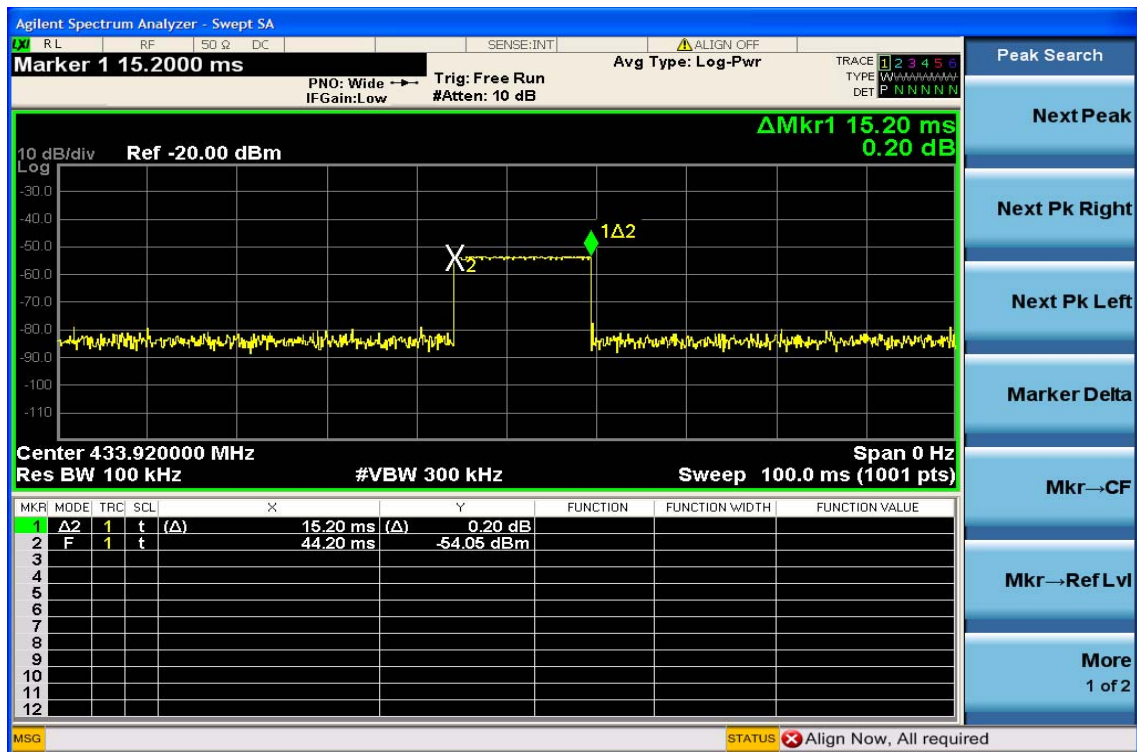 Agilent Spectrum Analyzer - Swept SA
LXI RL RF 50 Ω DC SENSE:INT ALIGN OFF
Marker 1 15.2000 ms
PNO: Wide
IFGain:Low
Trig: Free Run
#Atten: 10 dB
Avg Type: Log-Pwr
TRACE 1 2 3 4 5 6
TYPE WWWWWWW
DET P N N N N N
ΔMkr1 15.20 ms
0.20 dB
10 dB/div Ref -20.00 dBm
Log
-30.0
-40.0
-50.0
-60.0
-70.0
-80.0
-90.0
-100
-110
1Δ2
X2
Center 433.920000 MHz Span 0 Hz
Res BW 100 kHz #VBW 300 kHz Sweep 100.0 ms (1001 pts)
MKR MODE TRC SCL X Y FUNCTION FUNCTION WIDTH FUNCTION VALUE
1 Δ2 1 t (Δ) 15.20 ms (Δ) 0.20 dB
2 F 1 t 44.20 ms -54.05 dBm
3
4
5
6
7
8
9
10
11
12
MSG STATUS Align Now, All required
Peak Search
Next Peak
Next Pk Right
Next Pk Left
Marker Delta
Mkr→CF
Mkr→Ref Lvl
More
1 of 2